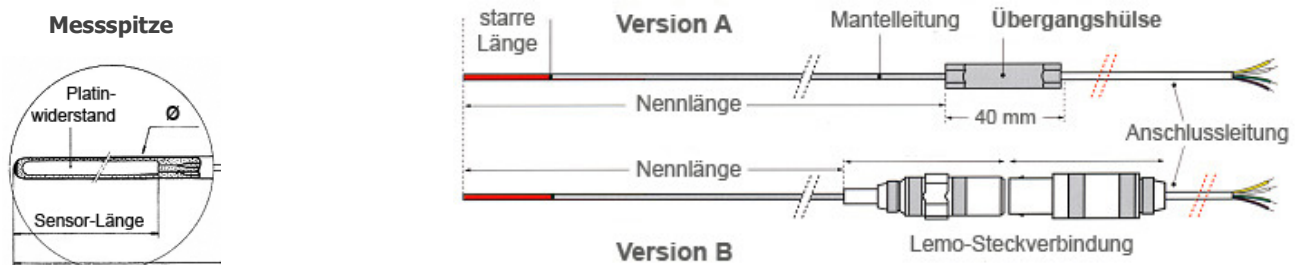 Messspitze
Platin-
widerstand
Ø
Sensor-Länge
starre
Länge
Version A
Mantelleitung
Übergangshülse
Nennlänge
40 mm
Anschlussleitung
Nennlänge
Lemo-Steckverbindung
Version B